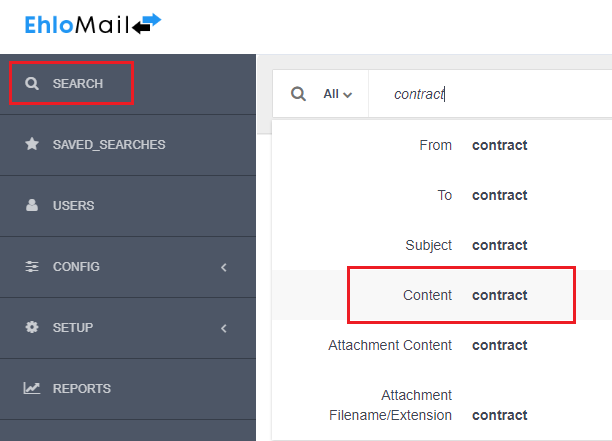 EhloMail
SEARCH
SAVED_SEARCHES
USERS
CONFIG
SETUP
REPORTS
All contract
From contract
To contract
Subject contract
Content contract
Attachment Content contract
Attachment
Filename/Extension contract